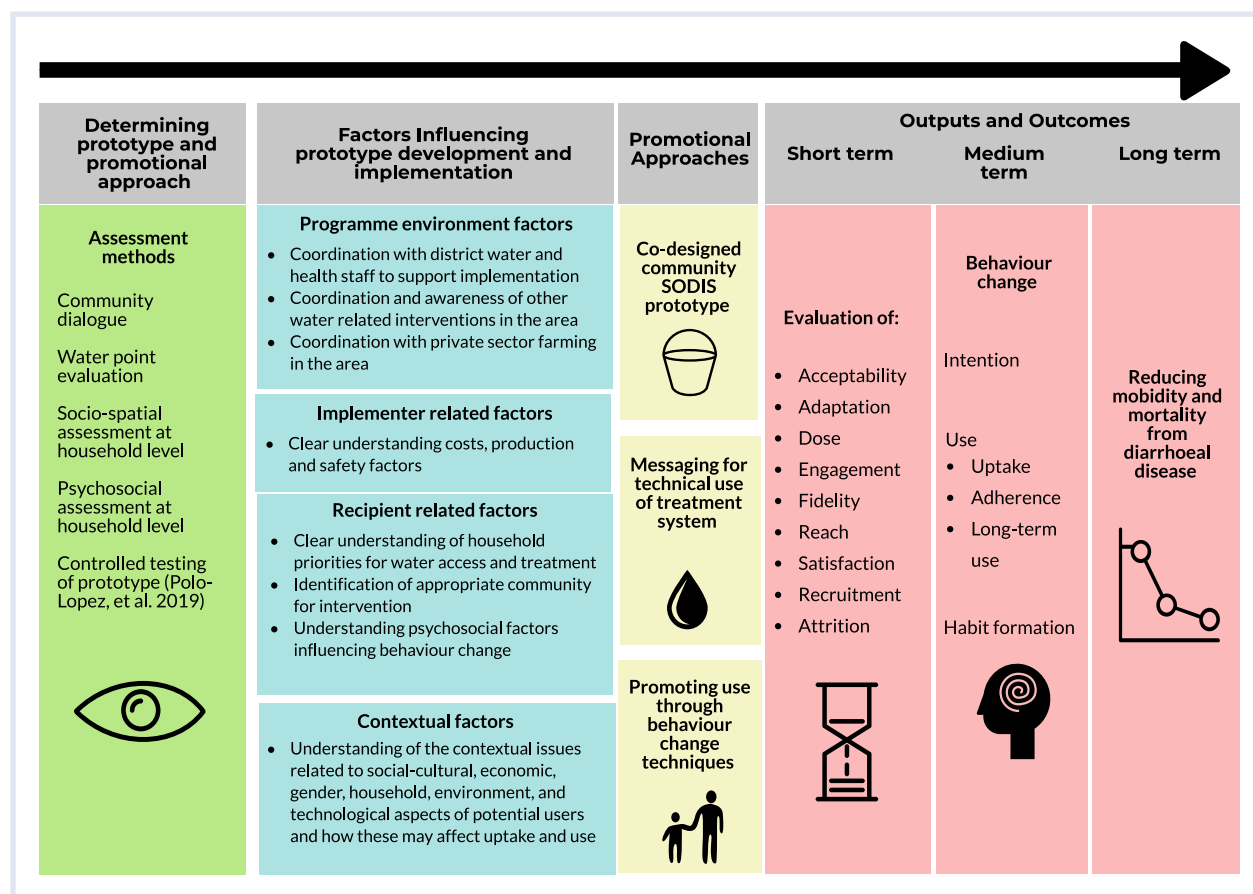 Determining
prototype and
promotional
approach
Factors Influencing
prototype development and
implementation
Promotional
Approaches
Outputs and Outcomes
Short term
Medium
term
Long term
Assessment
methods
Community
dialogue
Water point
evaluation
Socio-spatial
assessment at
household level
Psychosocial
assessment at
household level
Controlled testing
of prototype (Polo-
Lopez, et al. 2019)
Programme environment factors
• Coordination with district water and
health staff to support implementation
• Coordination and awareness of other
water related interventions in the area
• Coordination with private sector farming
in the area
Implementer related factors
• Clear understanding costs, production
and safety factors
Recipient related factors
• Clear understanding of household
priorities for water access and treatment
• Identification of appropriate community
for intervention
• Understanding psychosocial factors
influencing behaviour change
Contextual factors
• Understanding of the contextual issues
related to social-cultural, economic,
gender, household, environment, and
technological aspects of potential users
and how these may affect uptake and use
Co-designed
community
SODIS
prototype
Messaging for
technical use
of treatment
system
Promoting use
through
behaviour
change
techniques
Evaluation of:
• Acceptability
• Adaptation
• Dose
• Engagement
• Fidelity
• Reach
• Satisfaction
• Recruitment
• Attrition
Behaviour
change
Intention
Use
• Uptake
• Adherence
• Long-term
use
Habit formation
Reducing
mobidity and
mortality
from
diarrhoeal
disease